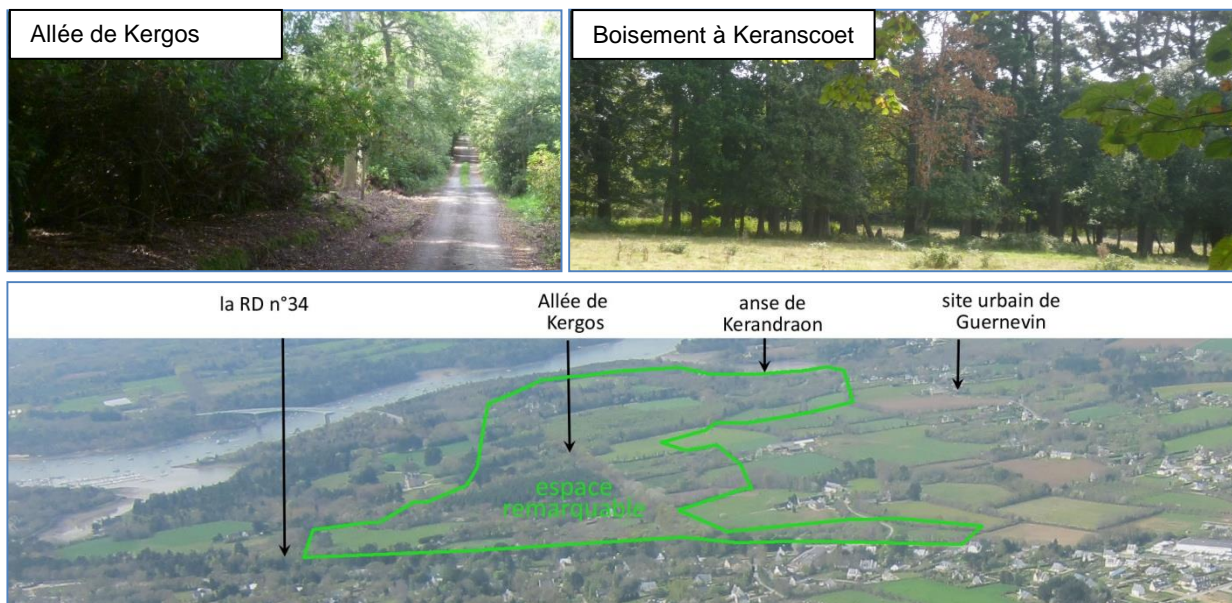 Allée de Kergos
Boisement à Keranscoet
la RD n°34
Allée de
Kergos
anse de
Kerandraon
site urbain de
Guernevin
espace
remarquable